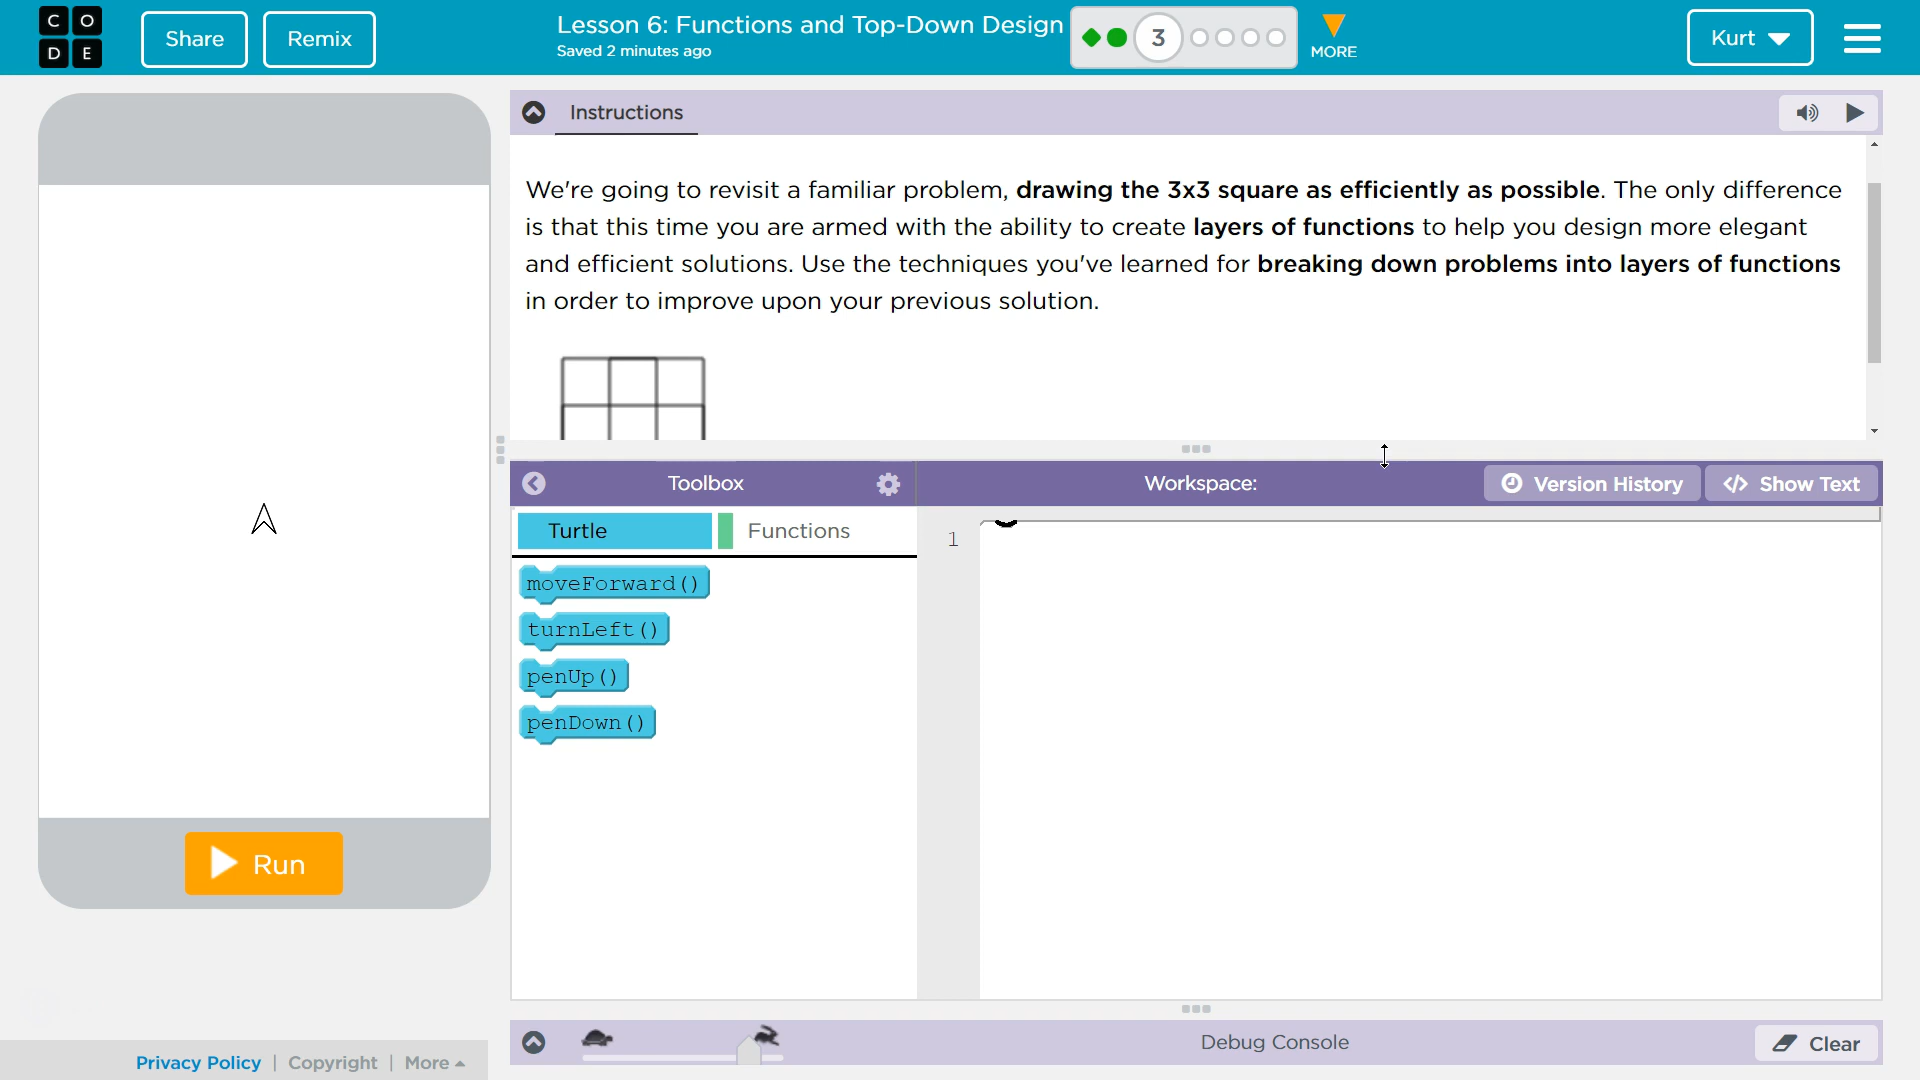 C O
D E
Share
Remix
Lesson 6: Functions and Top-Down Design
Saved 2 minutes ago
3
MORE
Kurt
Instructions
We're going to revisit a familiar problem, drawing the 3x3 square as efficiently as possible. The only difference
is that this time you are armed with the ability to create layers of functions to help you design more elegant
and efficient solutions. Use the techniques you've learned for breaking down problems into layers of functions
in order to improve upon your previous solution.
Toolbox
Workspace:
Version History
</> Show Text
Turtle
Functions
1
moveForward()
turnLeft()
penUp()
penDown()
Run
Debug Console
Clear
Privacy Policy | Copyright | More